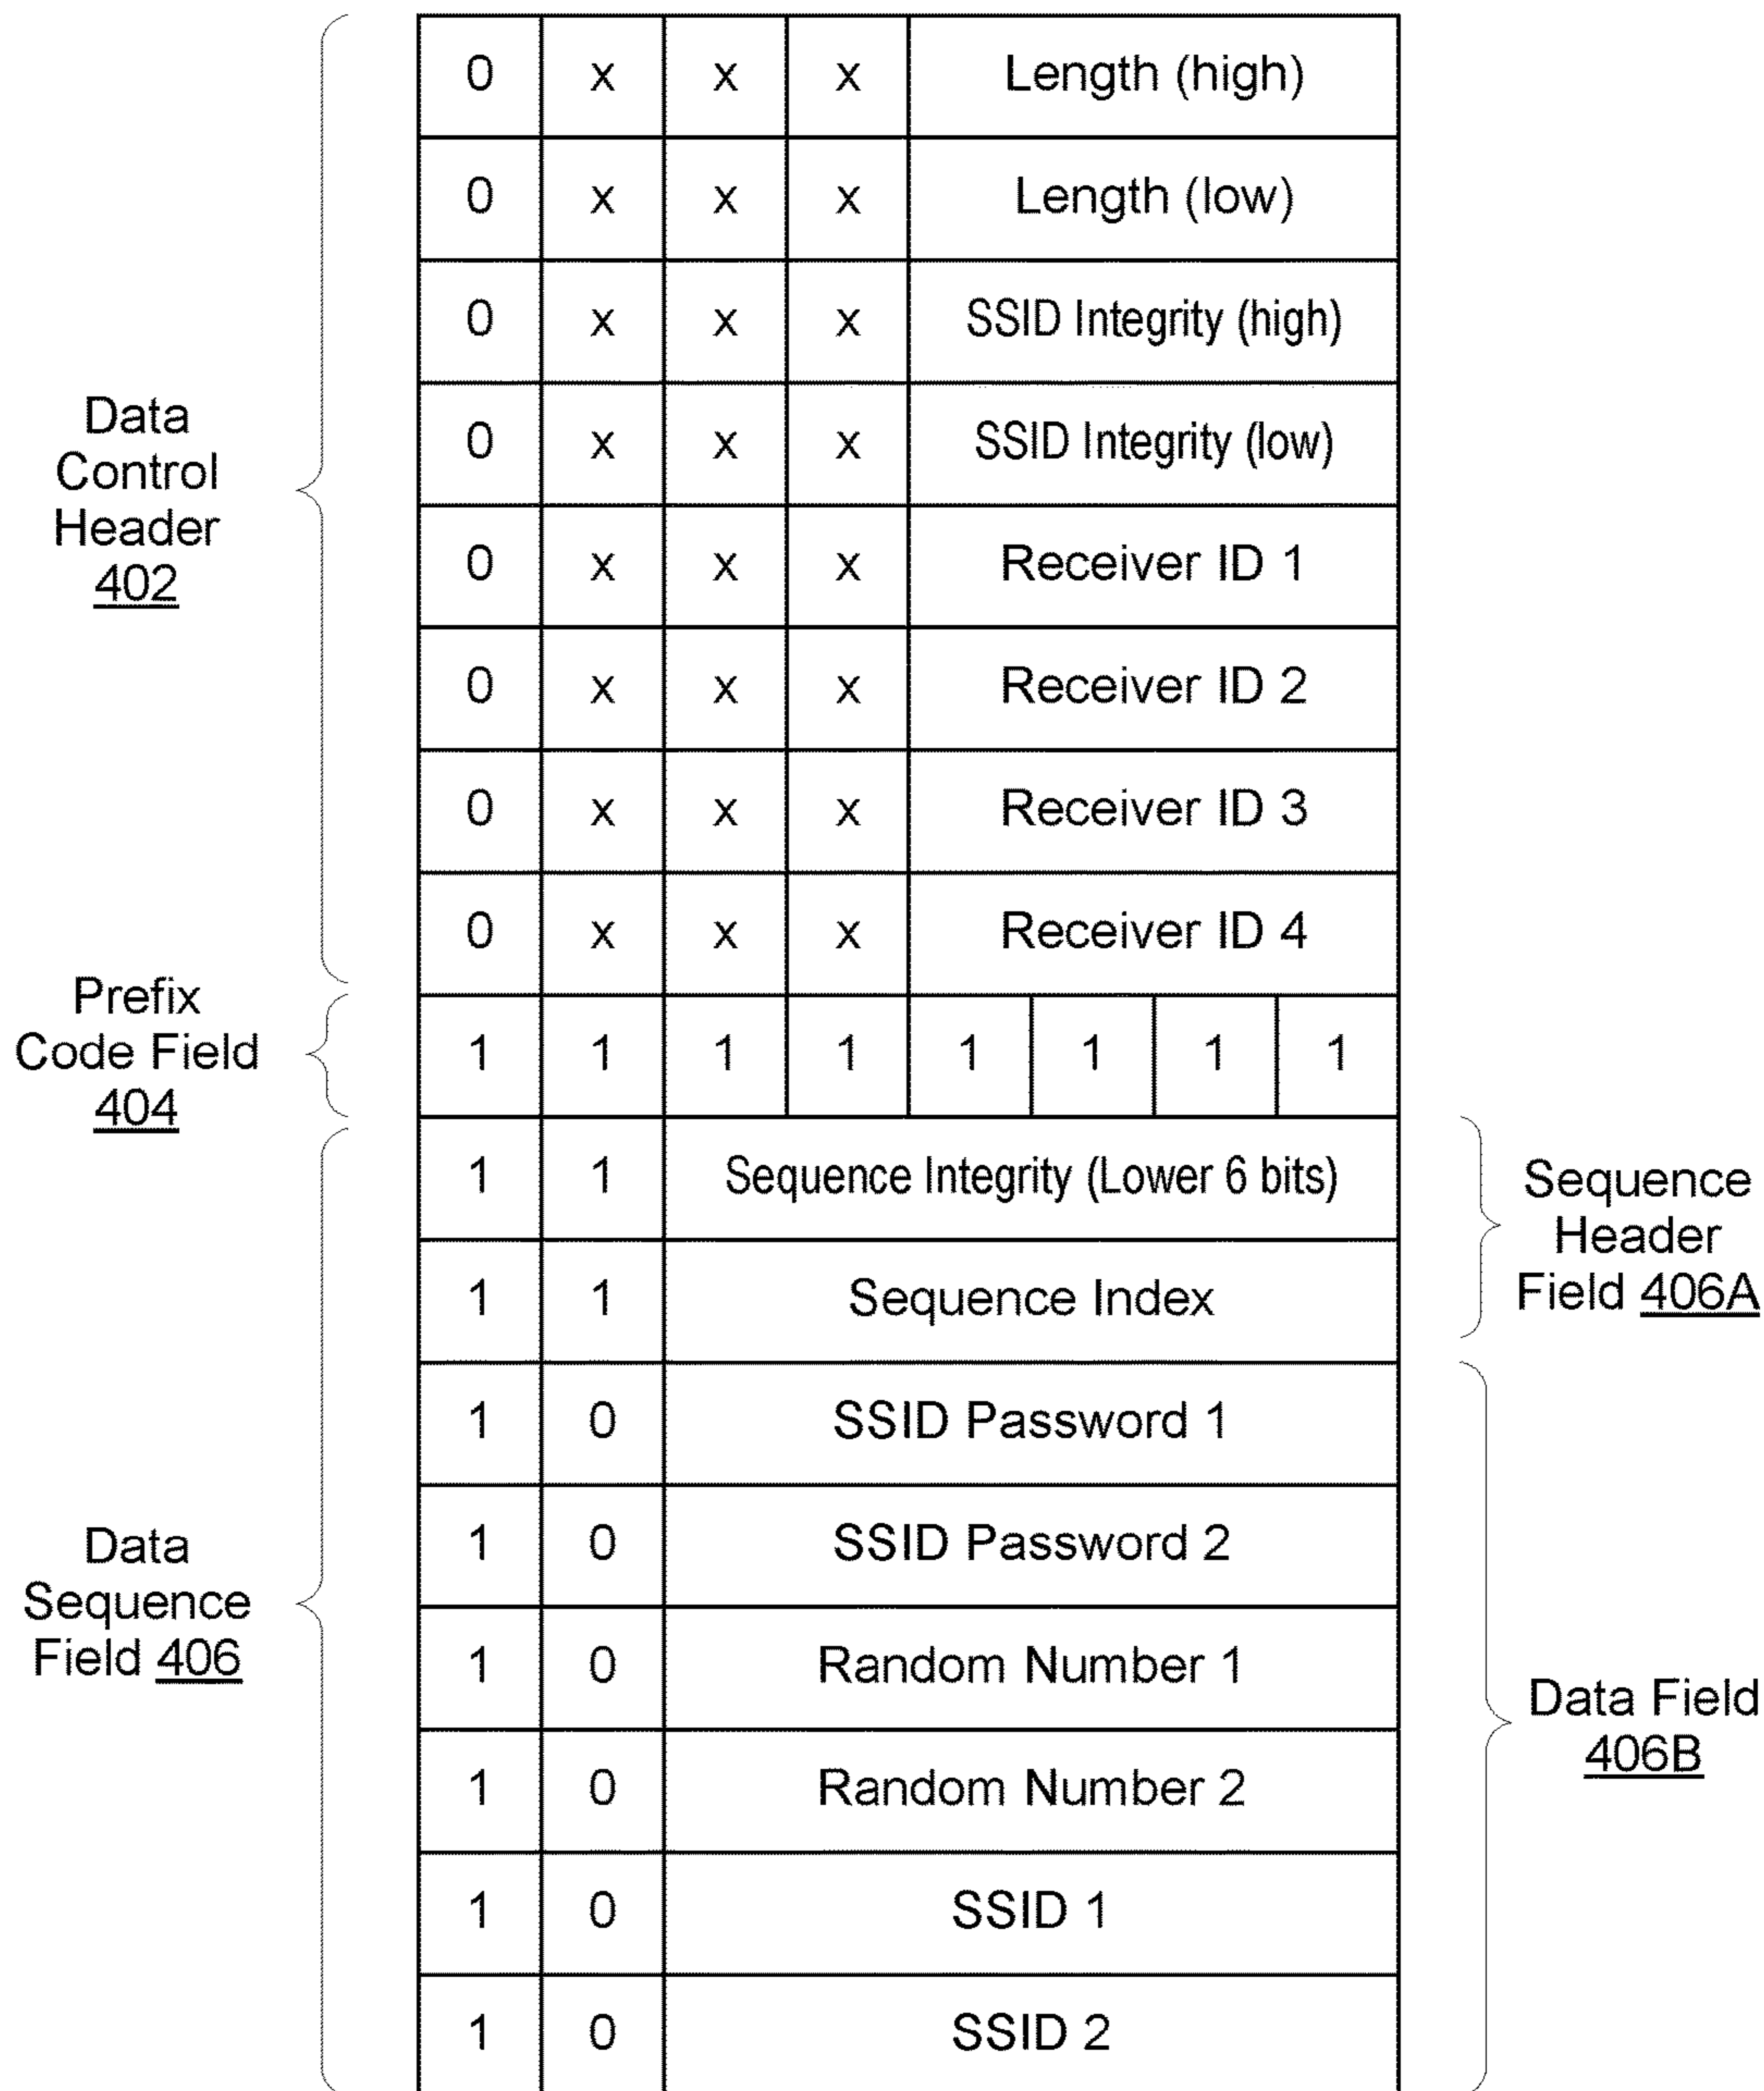 0 x x x Length (high)
0 x x x Length (low)
0 x x x SSID Integrity (high)
0 x x x SSID Integrity (low)
Data
Control
Header
402
0 x x x Receiver ID 1
0 x x x Receiver ID 2
0 x x x Receiver ID 3
0 x x x Receiver ID 4
Prefix
Code Field
404
1 1 1 1 1 1 1 1
1 1 Sequence Integrity (Lower 6 bits)
1 1 Sequence Index
Sequence
Header
Field 406A
1 0 SSID Password 1
1 0 SSID Password 2
Data
Sequence
Field 406
1 0 Random Number 1
1 0 Random Number 2
Data Field
406B
1 0 SSID 1
1 0 SSID 2